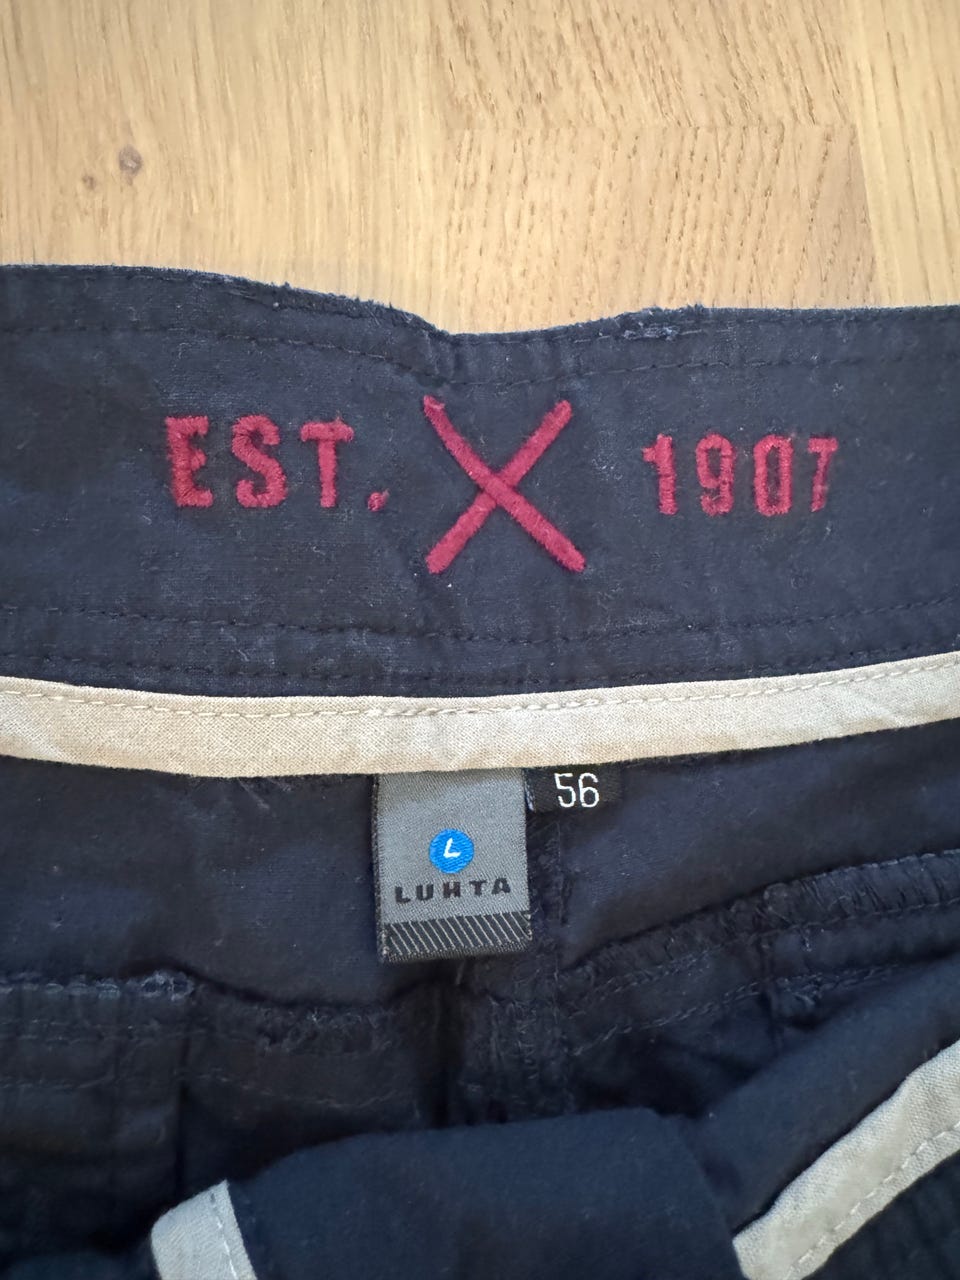 EST. X 1907
56
L
LUHTA